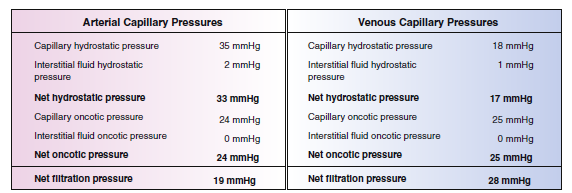 Arterial Capillary Pressures
Capillary hydrostatic pressure 35 mmHg
Interstitial fluid hydrostatic 2 mmHg
pressure
Net hydrostatic pressure 33 mmHg
Capillary oncotic pressure 24 mmHg
Interstitial fluid oncotic pressure 0 mmHg
Net oncotic pressure 24 mmHg
Net filtration pressure 19 mmHg
Venous Capillary Pressures
Capillary hydrostatic pressure 18 mmHg
Interstitial fluid hydrostatic 1 mmHg
pressure
Net hydrostatic pressure 17 mmHg
Capillary oncotic pressure 25 mmHg
Interstitial fluid oncotic pressure 0 mmHg
Net oncotic pressure 25 mmHg
Net filtration pressure 28 mmHg